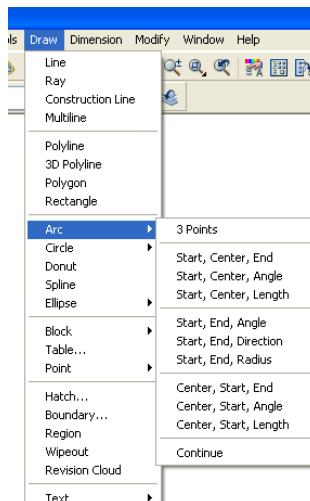 ols Draw Dimension Modify Window Help
Line
Ray
Construction Line
Multiline
Polyline
3D Polyline
Polygon
Rectangle
Arc
Circle
Donut
Spline
Ellipse
Block
Table...
Point
Hatch...
Boundary...
Region
Wipeout
Revision Cloud
Text
3 Points
Start, Center, End
Start, Center, Angle
Start, Center, Length
Start, End, Angle
Start, End, Direction
Start, End, Radius
Center, Start, End
Center, Start, Angle
Center, Start, Length
Continue